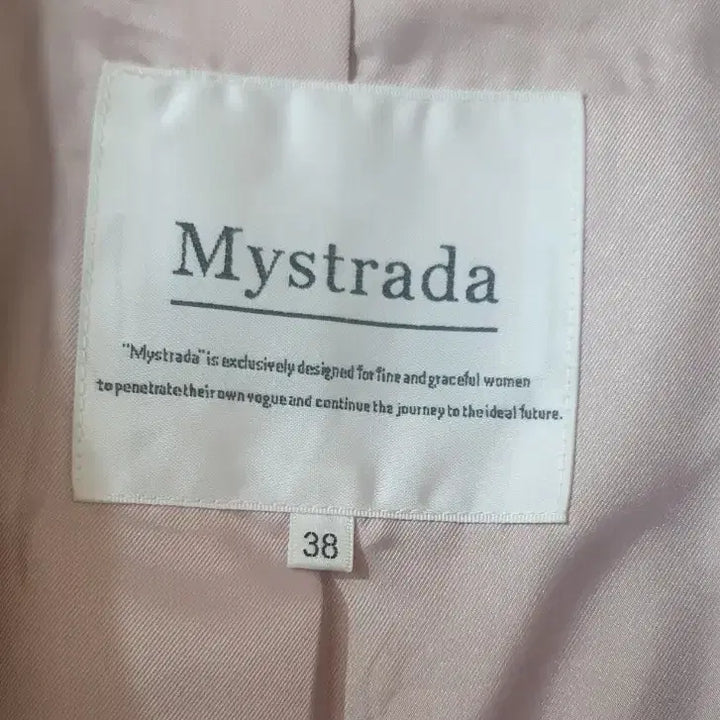 Mystrada
"Mystrada" is exclusively designed for fine and graceful women
to penetrate their own vogue and continue the journey to the ideal future.
38